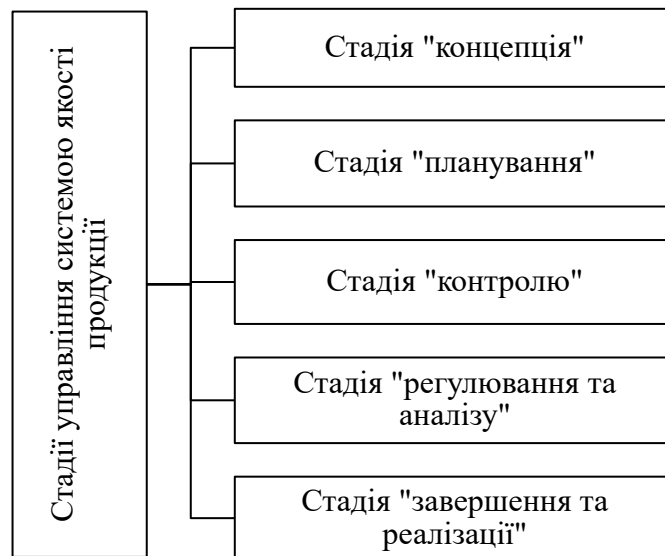 Стадії управління системою якості
продукції
Стадія "концепція"
Стадія "планування"
Стадія "контролю"
Стадія "регулювання та
аналізу"
Стадія "завершення та
реалізації"